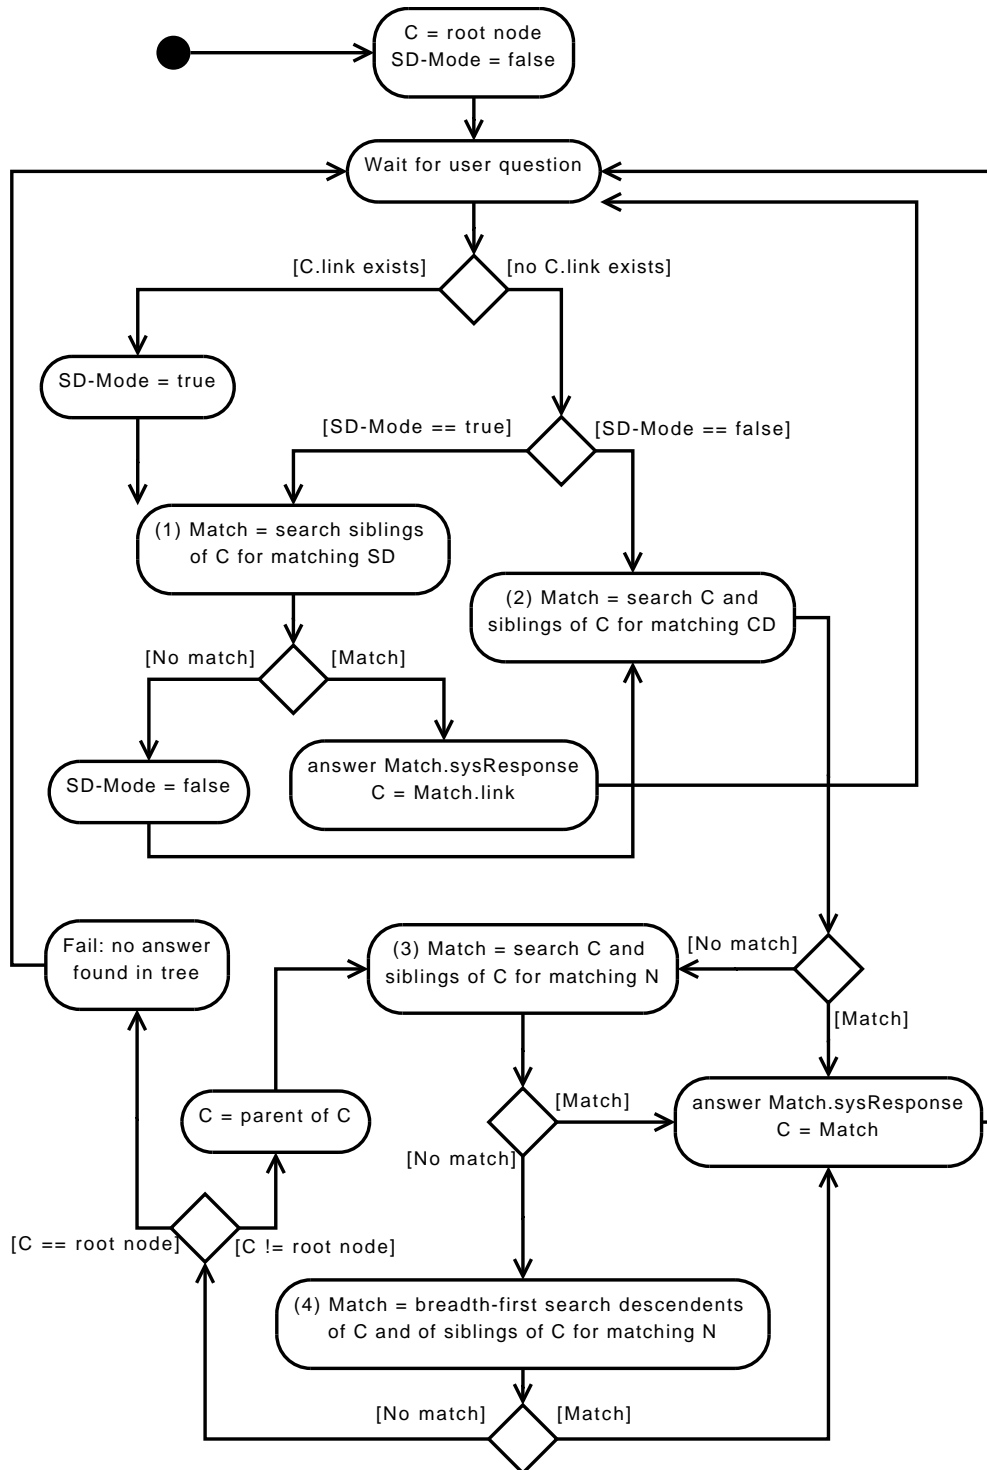 C = root node
SD-Mode = false
Wait for user question
[C.link exists]
[no C.link exists]
SD-Mode = true
[SD-Mode == true]
[SD-Mode == false]
(1) Match = search siblings
of C for matching SD
(2) Match = search C and
siblings of C for matching CD
[No match]
[Match]
answer Match.sysResponse
C = Match.link
SD-Mode = false
Fail: no answer
found in tree
(3) Match = search C and
siblings of C for matching N
[No match]
[Match]
C = parent of C
[Match]
answer Match.sysResponse
C = Match
[No match]
[C == root node]
[C != root node]
(4) Match = breadth-first search descendents
of C and of siblings of C for matching N
[No match]
[Match]